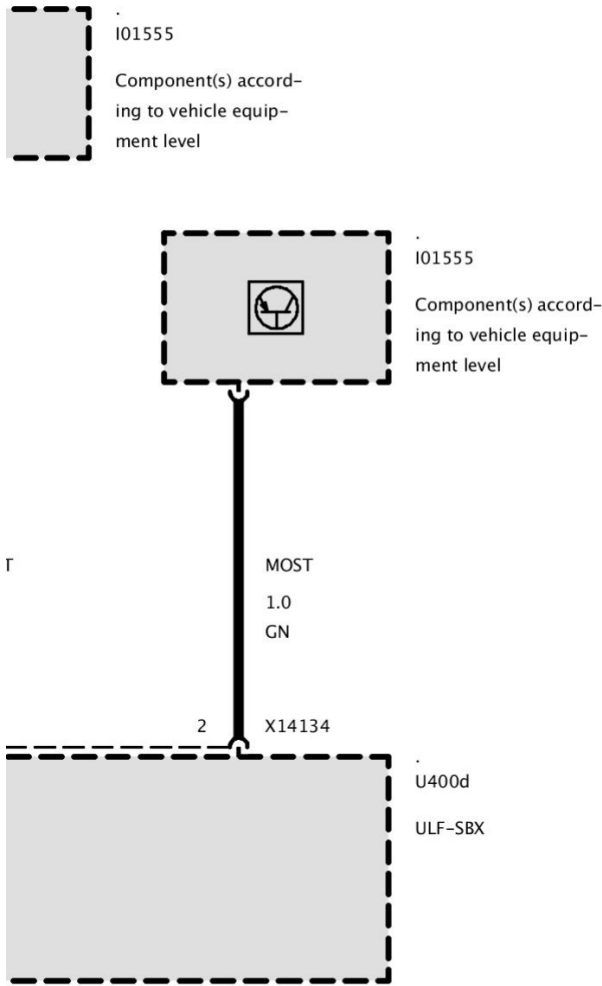 .
I01555
Component(s) accord-
ing to vehicle equip-
ment level
.
I01555
Component(s) accord-
ing to vehicle equip-
ment level
T
MOST
1.0
GN
2
X14134
.
U400d
ULF-SBX